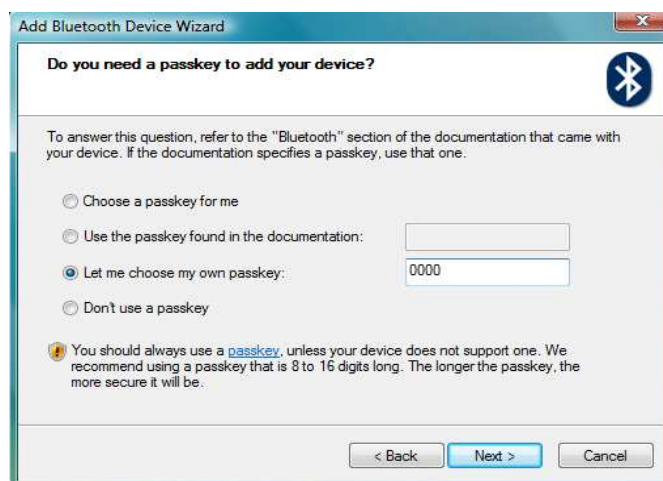 Add Bluetooth Device Wizard
Do you need a passkey to add your device?
To answer this question, refer to the "Bluetooth" section of the documentation that came with
your device. If the documentation specifies a passkey, use that one.
Choose a passkey for me
Use the passkey found in the documentation:
Let me choose my own passkey: 0000
Don't use a passkey
You should always use a passkey, unless your device does not support one. We
recommend using a passkey that is 8 to 16 digits long. The longer the passkey, the
more secure it will be.
< Back Next > Cancel